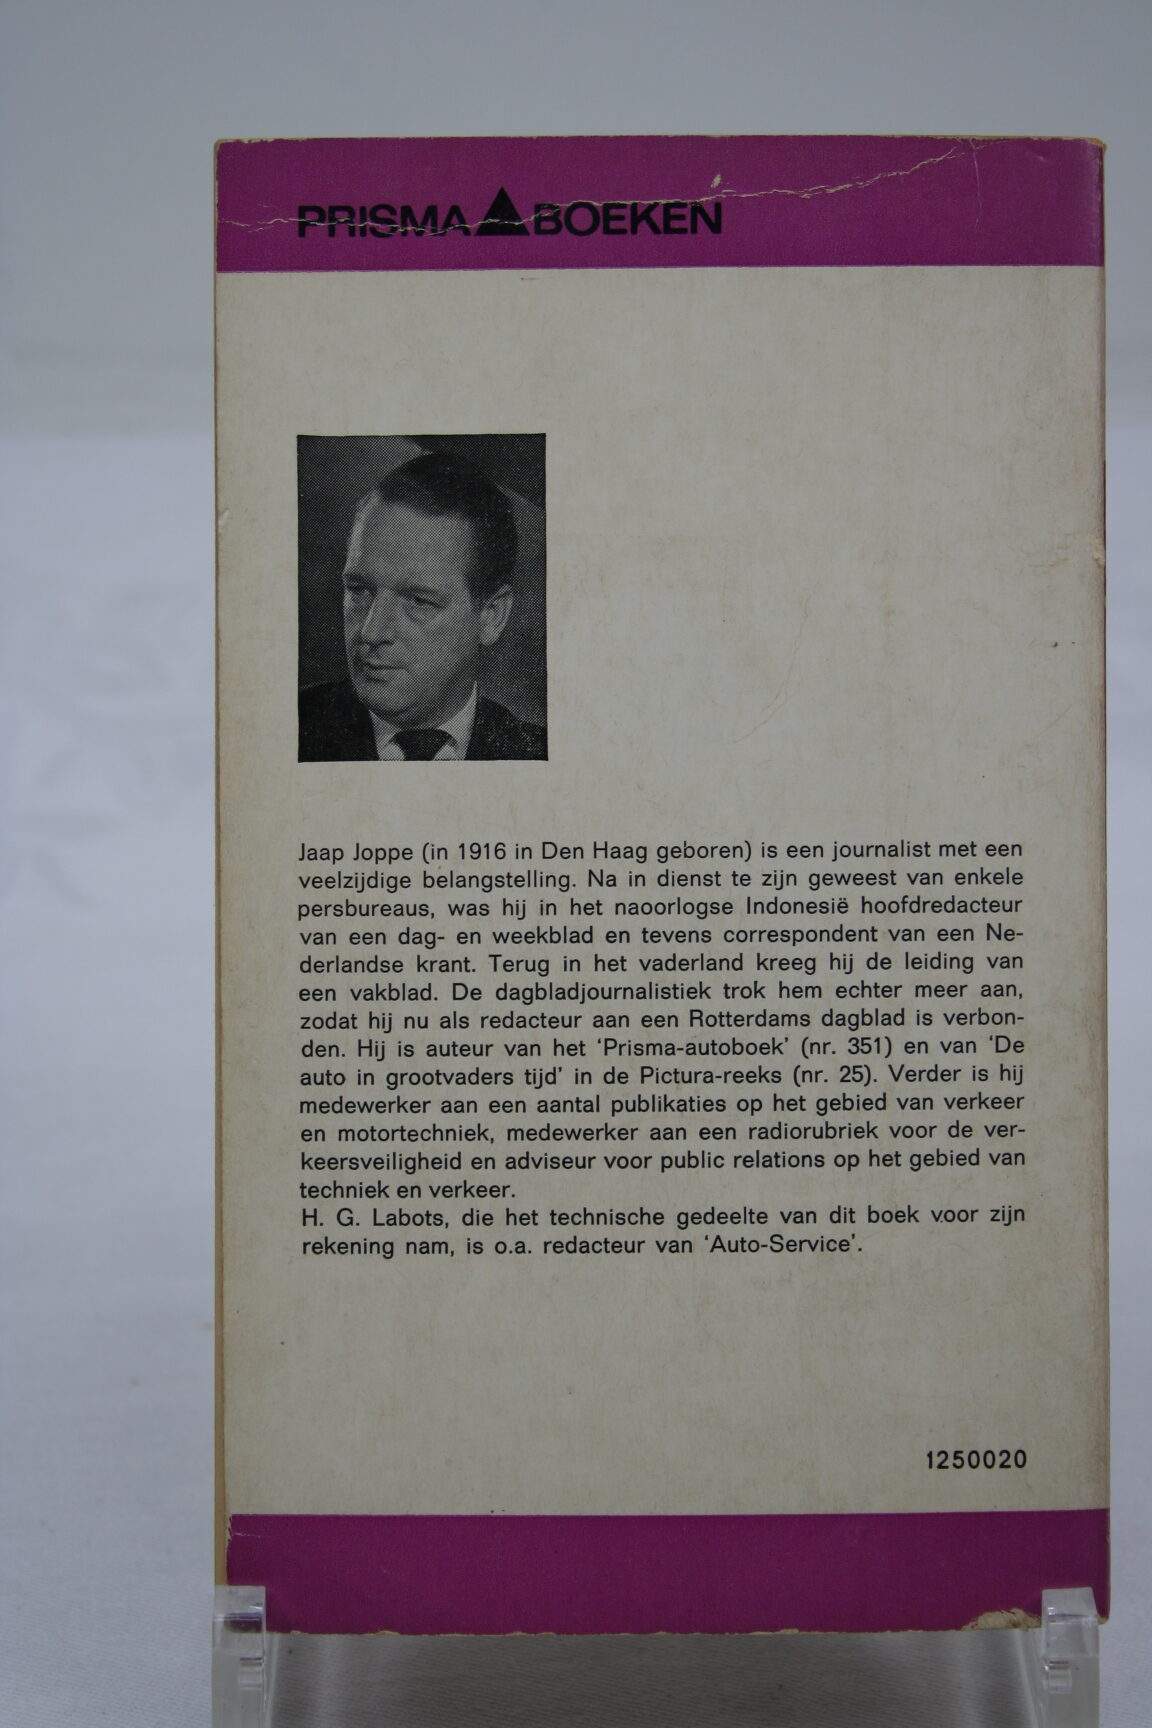 PRISMA BOEKEN
Jaap Joppe (in 1916 in Den Haag geboren) is een journalist met een
veelzijdige belangstelling. Na in dienst te zijn geweest van enkele
persbureaus, was hij in het naoorlogse Indonesië hoofdredacteur
van een dag- en weekblad en tevens correspondent van een Ne-
derlandse krant. Terug in het vaderland kreeg hij de leiding van
een vakblad. De dagbladjournalistiek trok hem echter meer aan,
zodat hij nu als redacteur aan een Rotterdams dagblad is verbon-
den. Hij is auteur van het ‘Prisma-autoboek’ (nr. 351) en van ‘De
auto in grootvaders tijd’ in de Pictura-reeks (nr. 25). Verder is hij
medewerker aan een aantal publikaties op het gebied van verkeer
en motortechniek, medewerker aan een radiorubriek voor de ver-
keersveiligheid en adviseur voor public relations op het gebied van
techniek en verkeer.
H. G. Labots, die het technische gedeelte van dit boek voor zijn
rekening nam, is o.a. redacteur van ‘Auto-Service’.
1250020